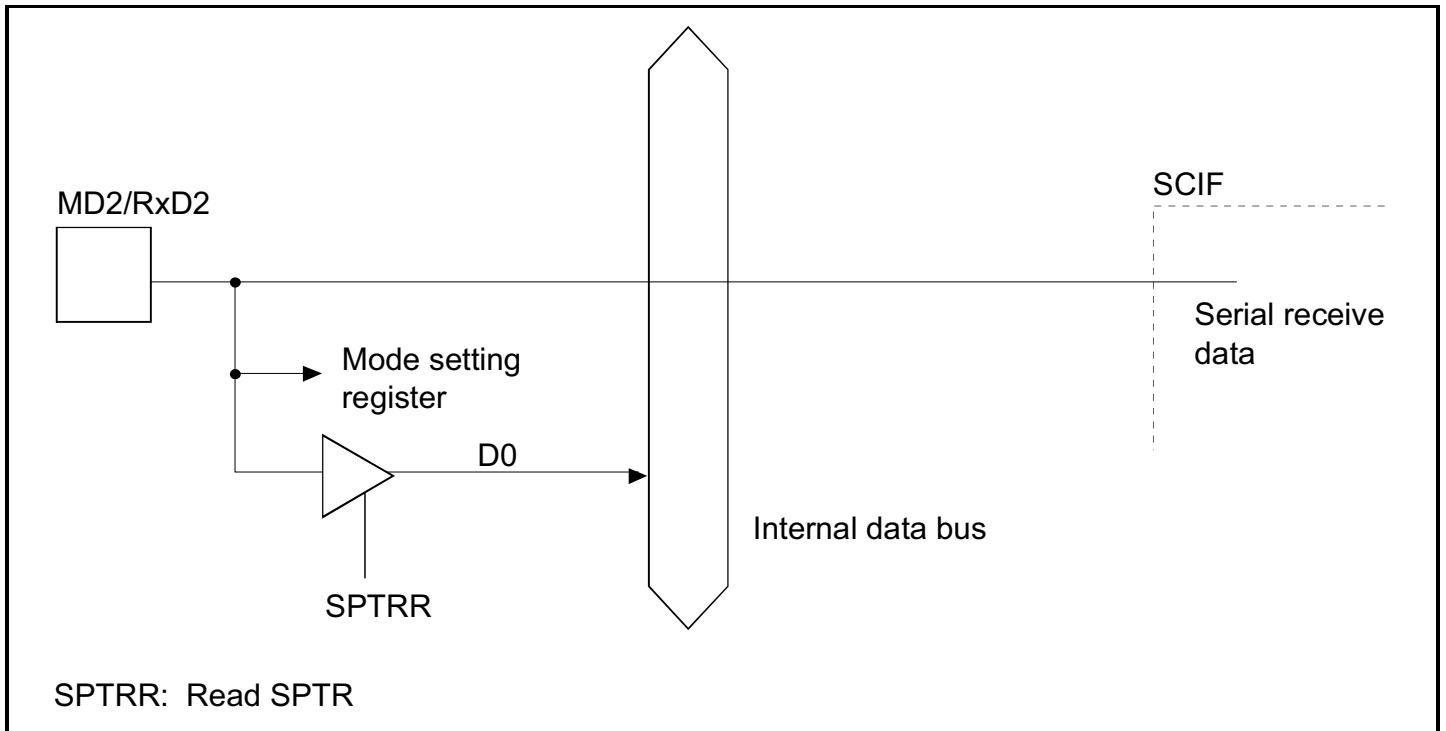 SCIF
MD2/RxD2
Serial receive
data
Mode setting
register
D0
Internal data bus
SPTRR
SPTRR: Read SPTR